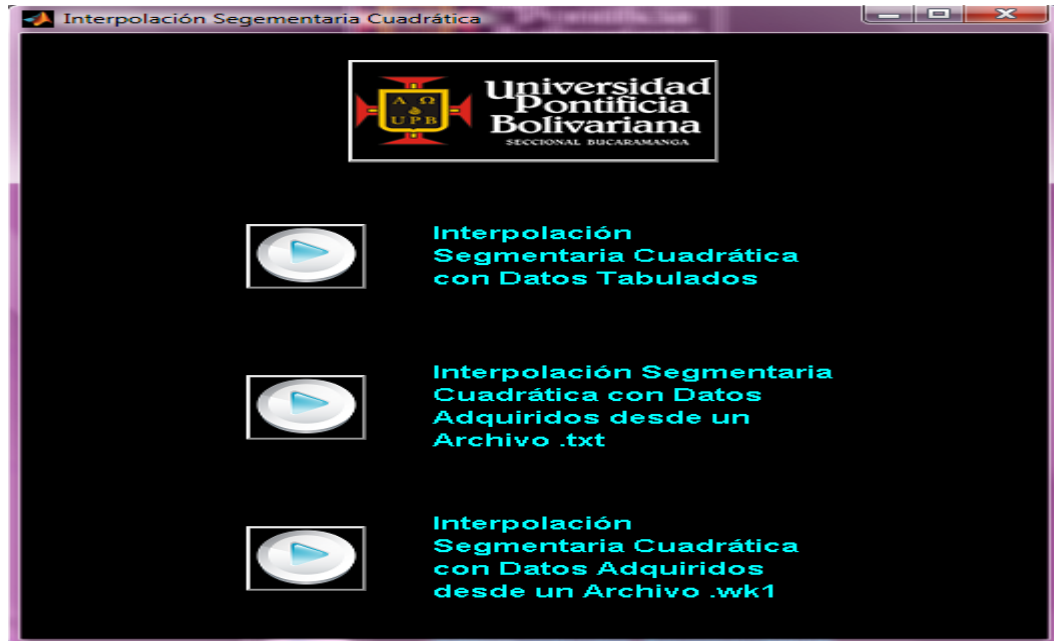 Interpolación Segementaria Cuadrática
Α Ω
UPB
Universidad
Pontificia
Bolivariana
SECCIONAL BUCARAMANGA
Interpolación
Segmentaria Cuadrática
con Datos Tabulados
Interpolación Segmentaria
Cuadrática con Datos
Adquiridos desde un
Archivo .txt
Interpolación
Segmentaria Cuadrática
con Datos Adquiridos
desde un Archivo .wk1